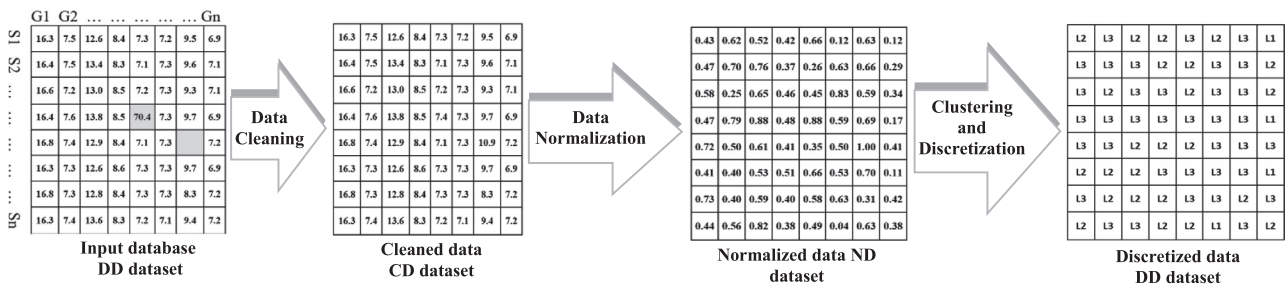 G1 G2 ... ... ... ... ... Gn
S1 16.3 7.5 12.6 8.4 7.3 7.2 9.5 6.9
S2 16.4 7.5 13.4 8.3 7.1 7.3 9.6 7.1
... 16.6 7.2 13.0 8.5 7.2 7.3 9.3 7.1
... 16.4 7.6 13.8 8.5 70.4 7.3 9.7 6.9
... 16.8 7.4 12.9 8.4 7.1 7.3 7.2
... 16.3 7.3 12.6 8.6 7.3 7.3 9.7 6.9
... 16.8 7.3 12.8 8.4 7.3 7.3 8.3 7.2
Sn 16.3 7.4 13.6 8.3 7.2 7.1 9.4 7.2
Input database
DD dataset
Data
Cleaning
16.3 7.5 12.6 8.4 7.3 7.2 9.5 6.9
16.4 7.5 13.4 8.3 7.1 7.3 9.6 7.1
16.6 7.2 13.0 8.5 7.2 7.3 9.3 7.1
16.4 7.6 13.8 8.5 7.4 7.3 9.7 6.9
16.8 7.4 12.9 8.4 7.1 7.3 10.9 7.2
16.3 7.3 12.6 8.6 7.3 7.3 9.7 6.9
16.8 7.3 12.8 8.4 7.3 7.3 8.3 7.2
16.3 7.4 13.6 8.3 7.2 7.1 9.4 7.2
Cleaned data
CD dataset
Data
Normalization
0.43 0.62 0.52 0.42 0.66 0.12 0.63 0.12
0.47 0.70 0.76 0.37 0.26 0.63 0.66 0.29
0.58 0.25 0.65 0.46 0.45 0.83 0.59 0.34
0.47 0.79 0.88 0.48 0.88 0.59 0.69 0.17
0.72 0.50 0.61 0.41 0.35 0.50 1.00 0.41
0.41 0.40 0.53 0.51 0.66 0.53 0.70 0.11
0.73 0.40 0.59 0.40 0.58 0.63 0.31 0.42
0.44 0.56 0.82 0.38 0.49 0.04 0.63 0.38
Normalized data ND
dataset
Clustering
and
Discretization
L2 L3 L2 L2 L3 L2 L3 L1
L3 L3 L3 L2 L2 L3 L3 L2
L3 L2 L3 L3 L2 L3 L3 L2
L3 L3 L3 L3 L3 L3 L3 L1
L3 L3 L3 L2 L2 L3 L3 L3
L2 L2 L3 L3 L3 L3 L3 L1
L3 L2 L3 L2 L3 L3 L2 L3
L2 L3 L3 L2 L2 L1 L3 L2
Discretized data
DD dataset